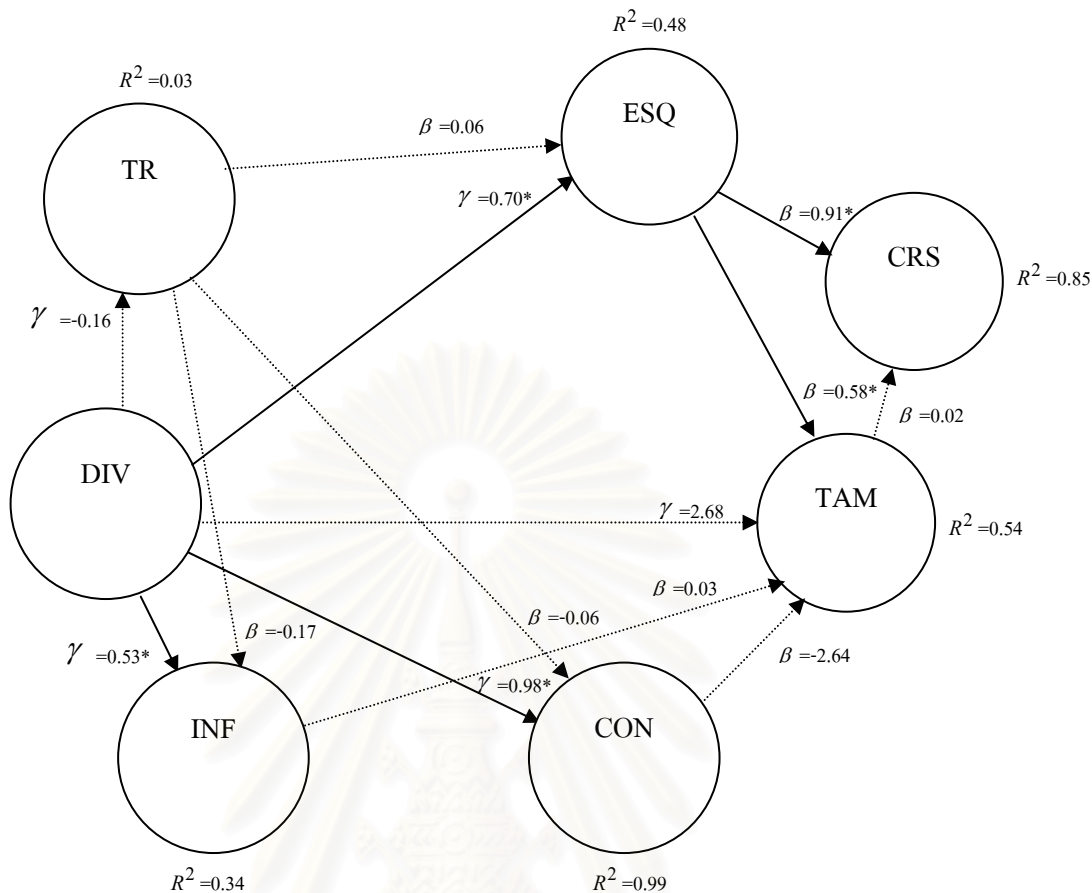 R² =0.48
R² =0.03
ESQ
β =0.06
TR
γ =0.70*
β =0.91*
CRS
R² =0.85
γ =-0.16
β =0.58*
β =0.02
DIV
TAM
γ =2.68
R² =0.54
β =0.03
β =-0.06
β =-0.17
γ =0.53*
β =-2.64
γ =0.98*
INF
CON
R² =0.34
R² =0.99